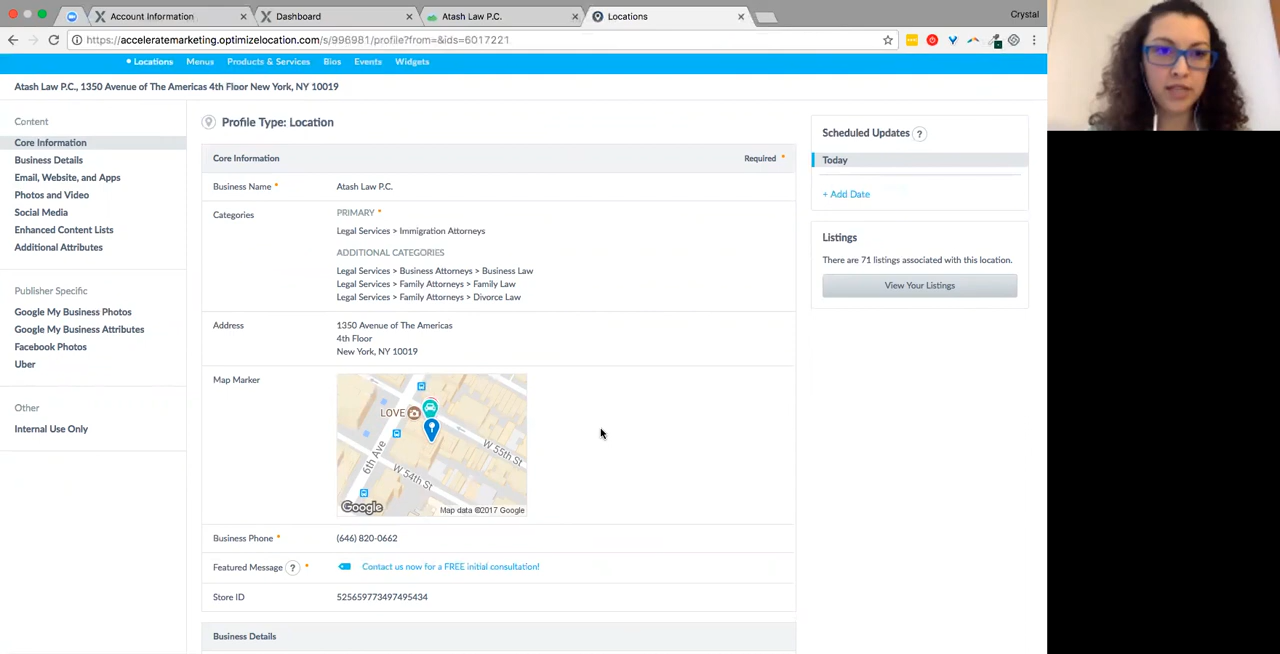 Account Information
Dashboard
Atash Law P.C.
Locations
Crystal
https://acceleratemarketing.optimizelocation.com/s/996981/profile?from=&ids=6017221
Locations Menus Products & Services Bios Events Widgets
Atash Law P.C., 1350 Avenue of The Americas 4th Floor New York, NY 10019
Content
Core Information
Business Details
Email, Website, and Apps
Photos and Video
Social Media
Enhanced Content Lists
Additional Attributes
Publisher Specific
Google My Business Photos
Google My Business Attributes
Facebook Photos
Uber
Other
Internal Use Only
Profile Type: Location
Core Information Required *
Business Name * Atash Law P.C.
Categories PRIMARY *
Legal Services > Immigration Attorneys
ADDITIONAL CATEGORIES
Legal Services > Business Attorneys > Business Law
Legal Services > Family Attorneys > Family Law
Legal Services > Family Attorneys > Divorce Law
Address 1350 Avenue of The Americas
4th Floor
New York, NY 10019
Map Marker
LOVE
6th Ave
W 55th St
W 54th St
Google
Map data ©2017 Google
Business Phone * (646) 820-0662
Featured Message ? * Contact us now for a FREE initial consultation!
Store ID 525659773497495434
Business Details
Scheduled Updates ?
Today
+ Add Date
Listings
There are 71 listings associated with this location.
View Your Listings